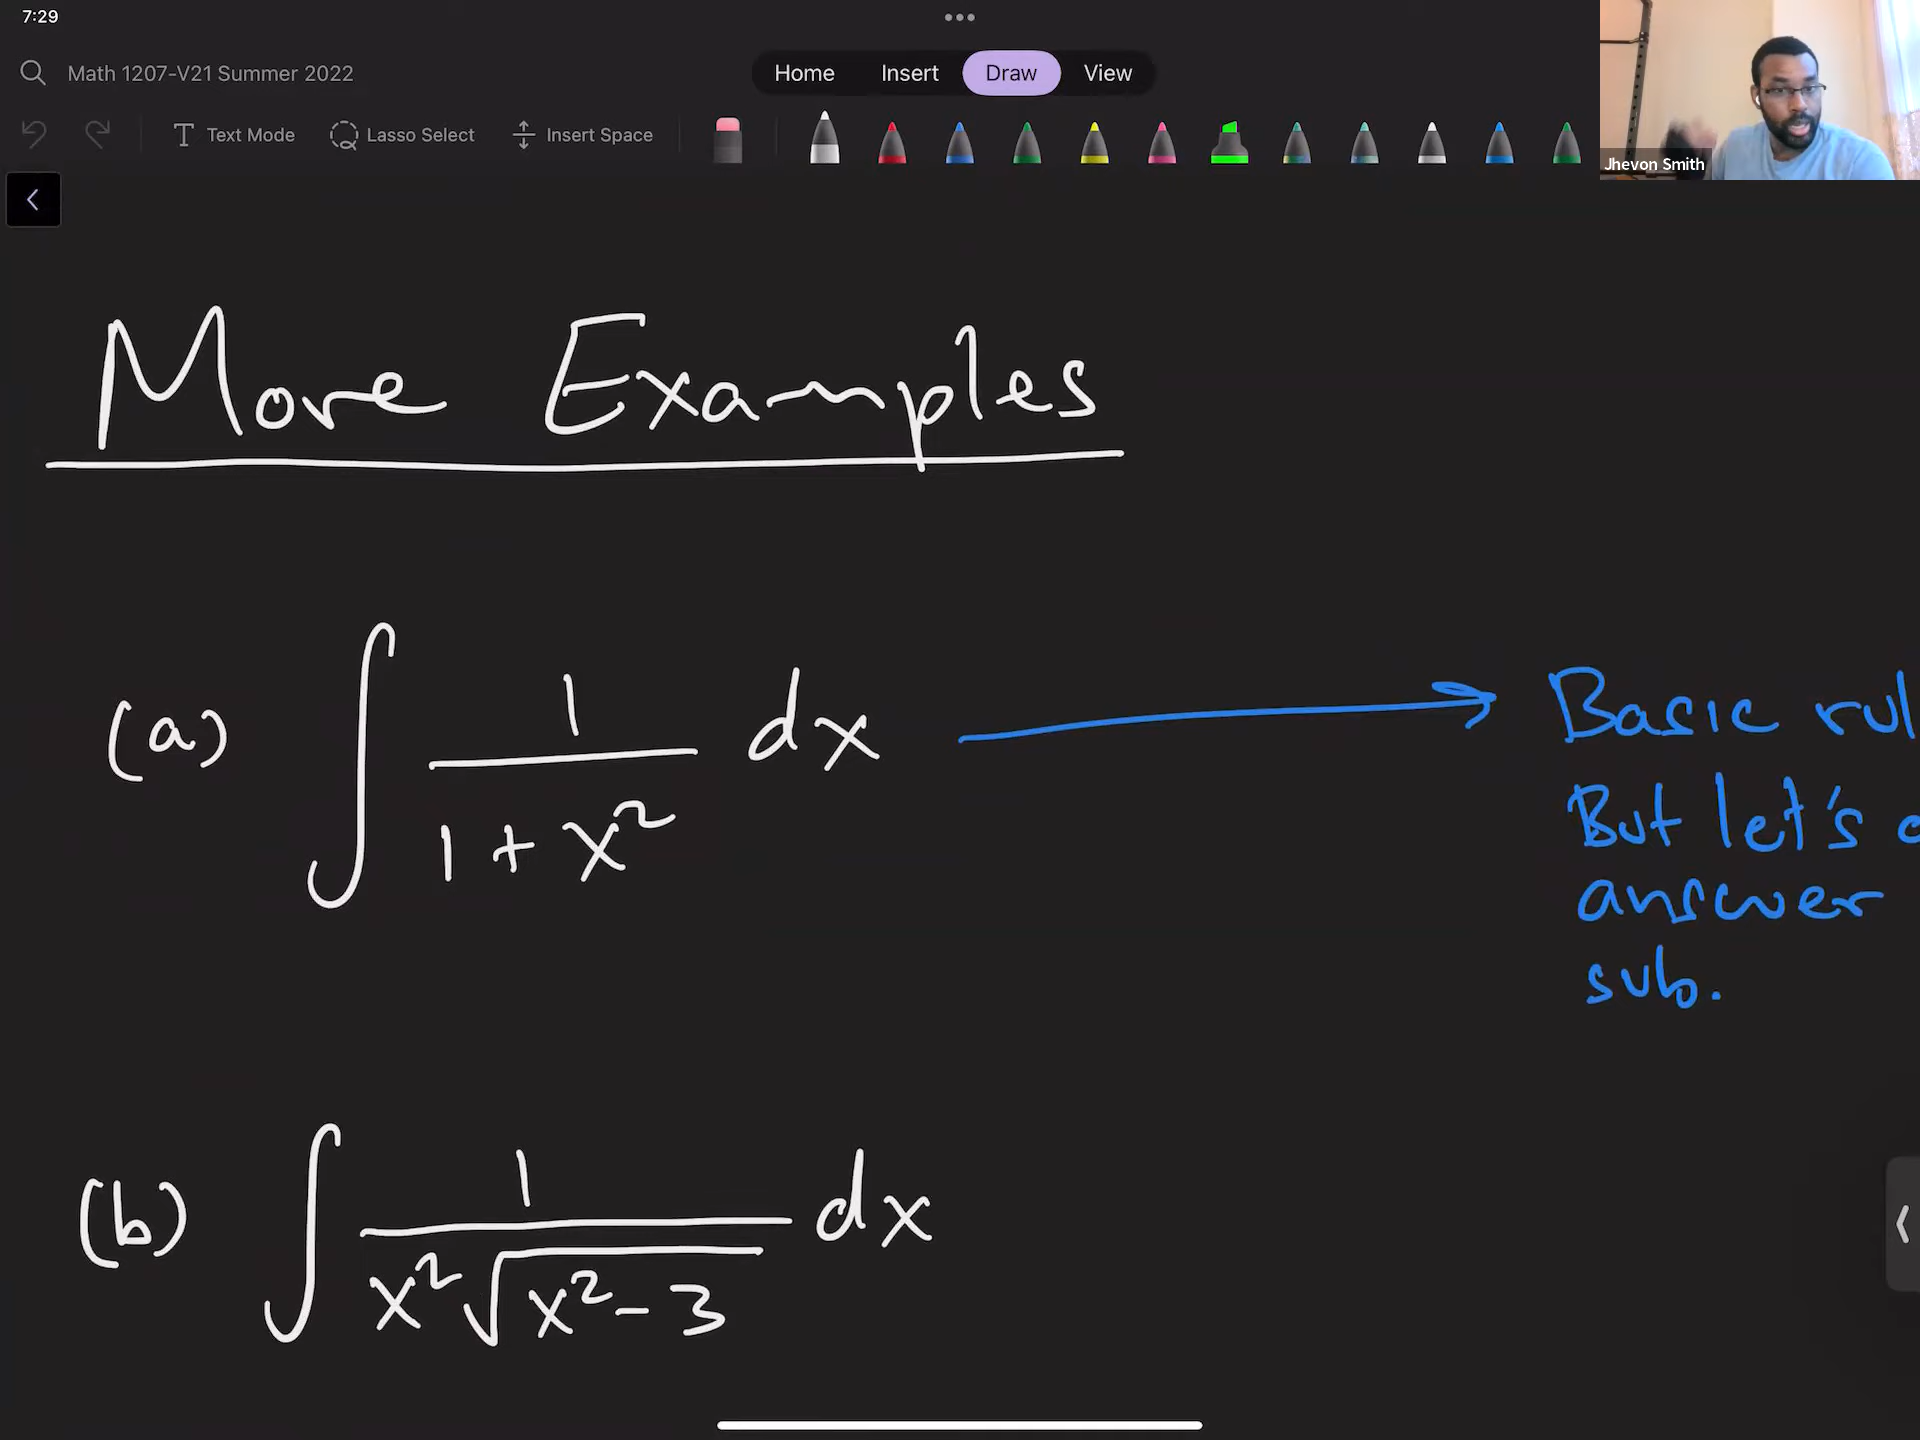 7:29
Math 1207-V21 Summer 2022
Home Insert Draw View
Text Mode Lasso Select Insert Space
Jhevon Smith
More Examples
(a) ∫ 1/(1 + x²) dx → Basic rul
But let's
answer
sub.
(b) ∫ 1/(x²√(x² - 3)) dx